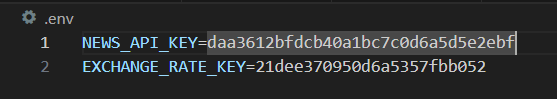 .env
1 NEWS_API_KEY=daa3612bfdcb40a1bc7c0d6a5d5e2ebf
2 EXCHANGE_RATE_KEY=21dee370950d6a5357fbb052